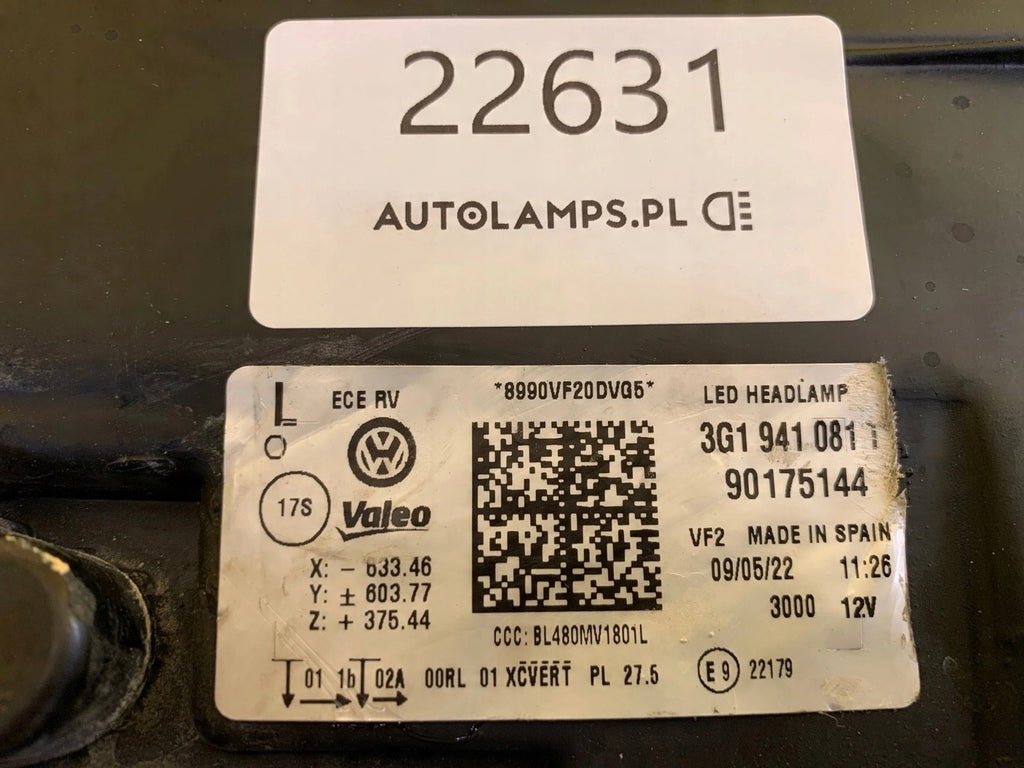 22631
AUTOLAMPS.PL
L
ECE RV
17S
Valeo
X: - 633.46
Y: ± 603.77
Z: + 375.44
*8990VF20DVG5*
CCC: BL480MV1801L
LED HEADLAMP
3G1 941 081
90175144
VF2 MADE IN SPAIN
09/05/22 11:26
3000 12V
01 1b 02A 00RL 01 XCVERT PL 27.5
E 9 22179